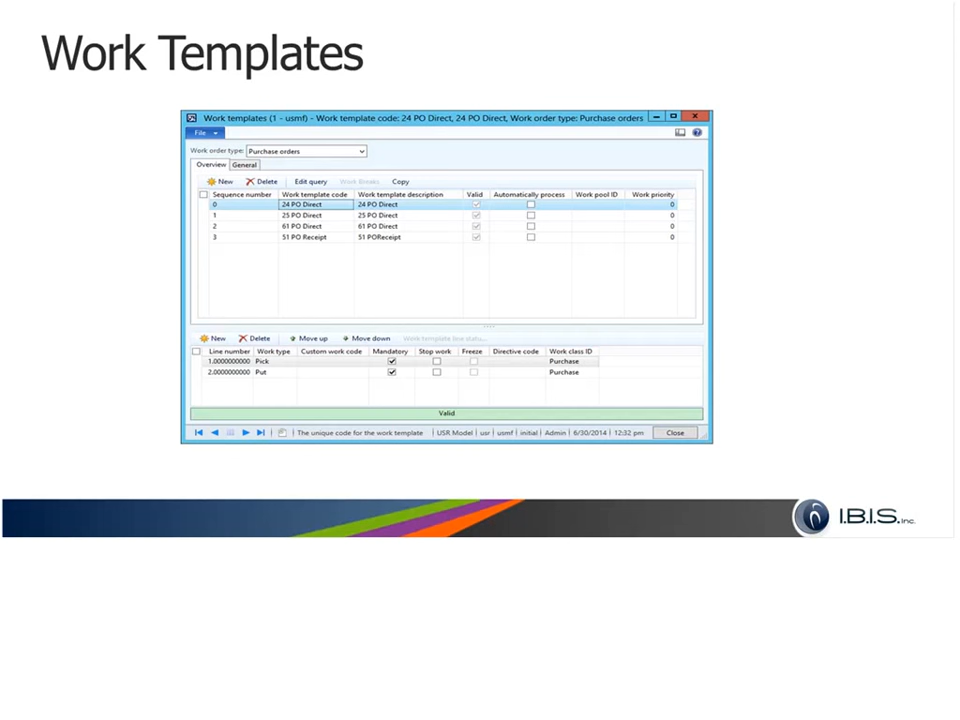 Work Templates
Work templates (1 - usmf) - Work template code: 24 PO Direct, 24 PO Direct, Work order type: Purchase orders
File
Work order type: Purchase orders
Overview General
New Delete Edit query Work Breaks Copy
Sequence number Work template code Work template description Valid Automatically process Work pool ID Work priority
0 24 PO Direct 24 PO Direct 0
1 25 PO Direct 25 PO Direct 0
2 61 PO Direct 61 PO Direct 0
3 51 PO Receipt 51 POReceipt 0
New Delete Move up Move down Work template line status...
Line number Work type Custom work code Mandatory Stop work Freeze Directive code Work class ID
1.0000000000 Pick Purchase
2.0000000000 Put Purchase
Valid
The unique code for the work template USR Model usr usmf initial Admin 6/30/2014 12:32 pm Close
I.B.I.S. Inc.